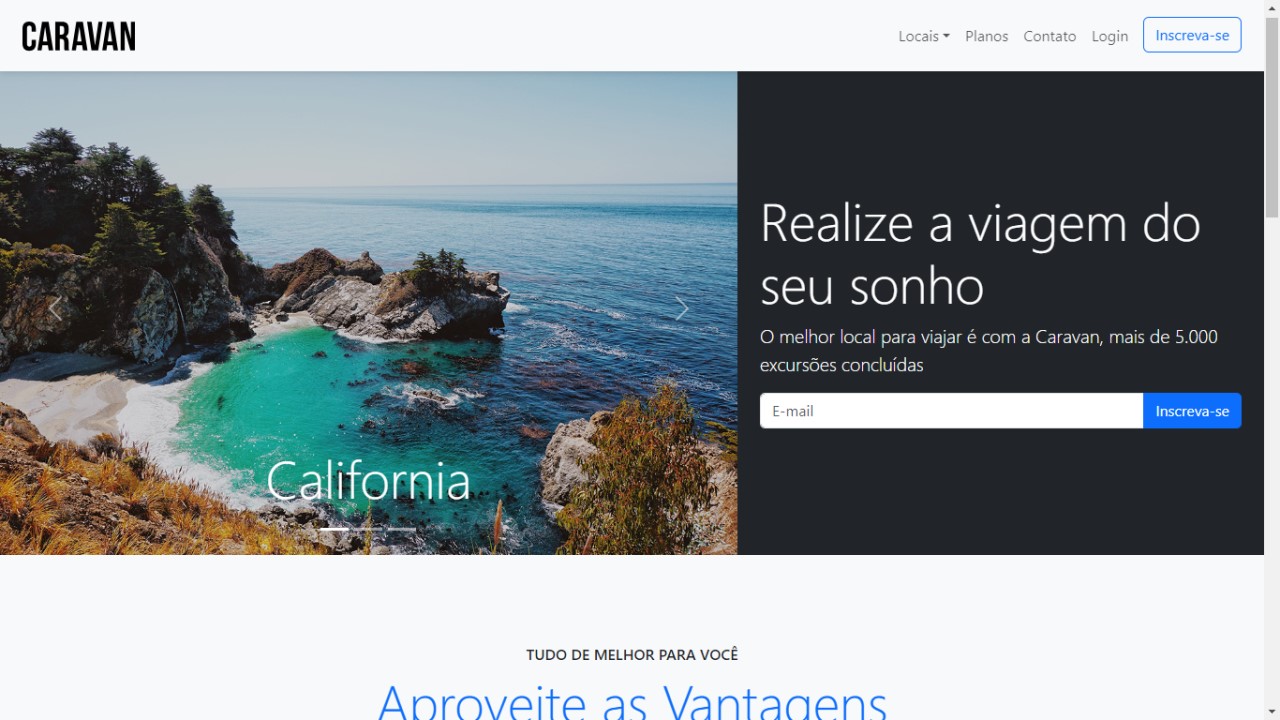 CARAVAN
Locais
Planos
Contato
Login
Inscreva-se
Realize a viagem do
seu sonho
O melhor local para viajar é com a Caravan, mais de 5.000
excursões concluídas
E-mail
Inscreva-se
California
TUDO DE MELHOR PARA VOCÊ
Aproveite as Vantagens